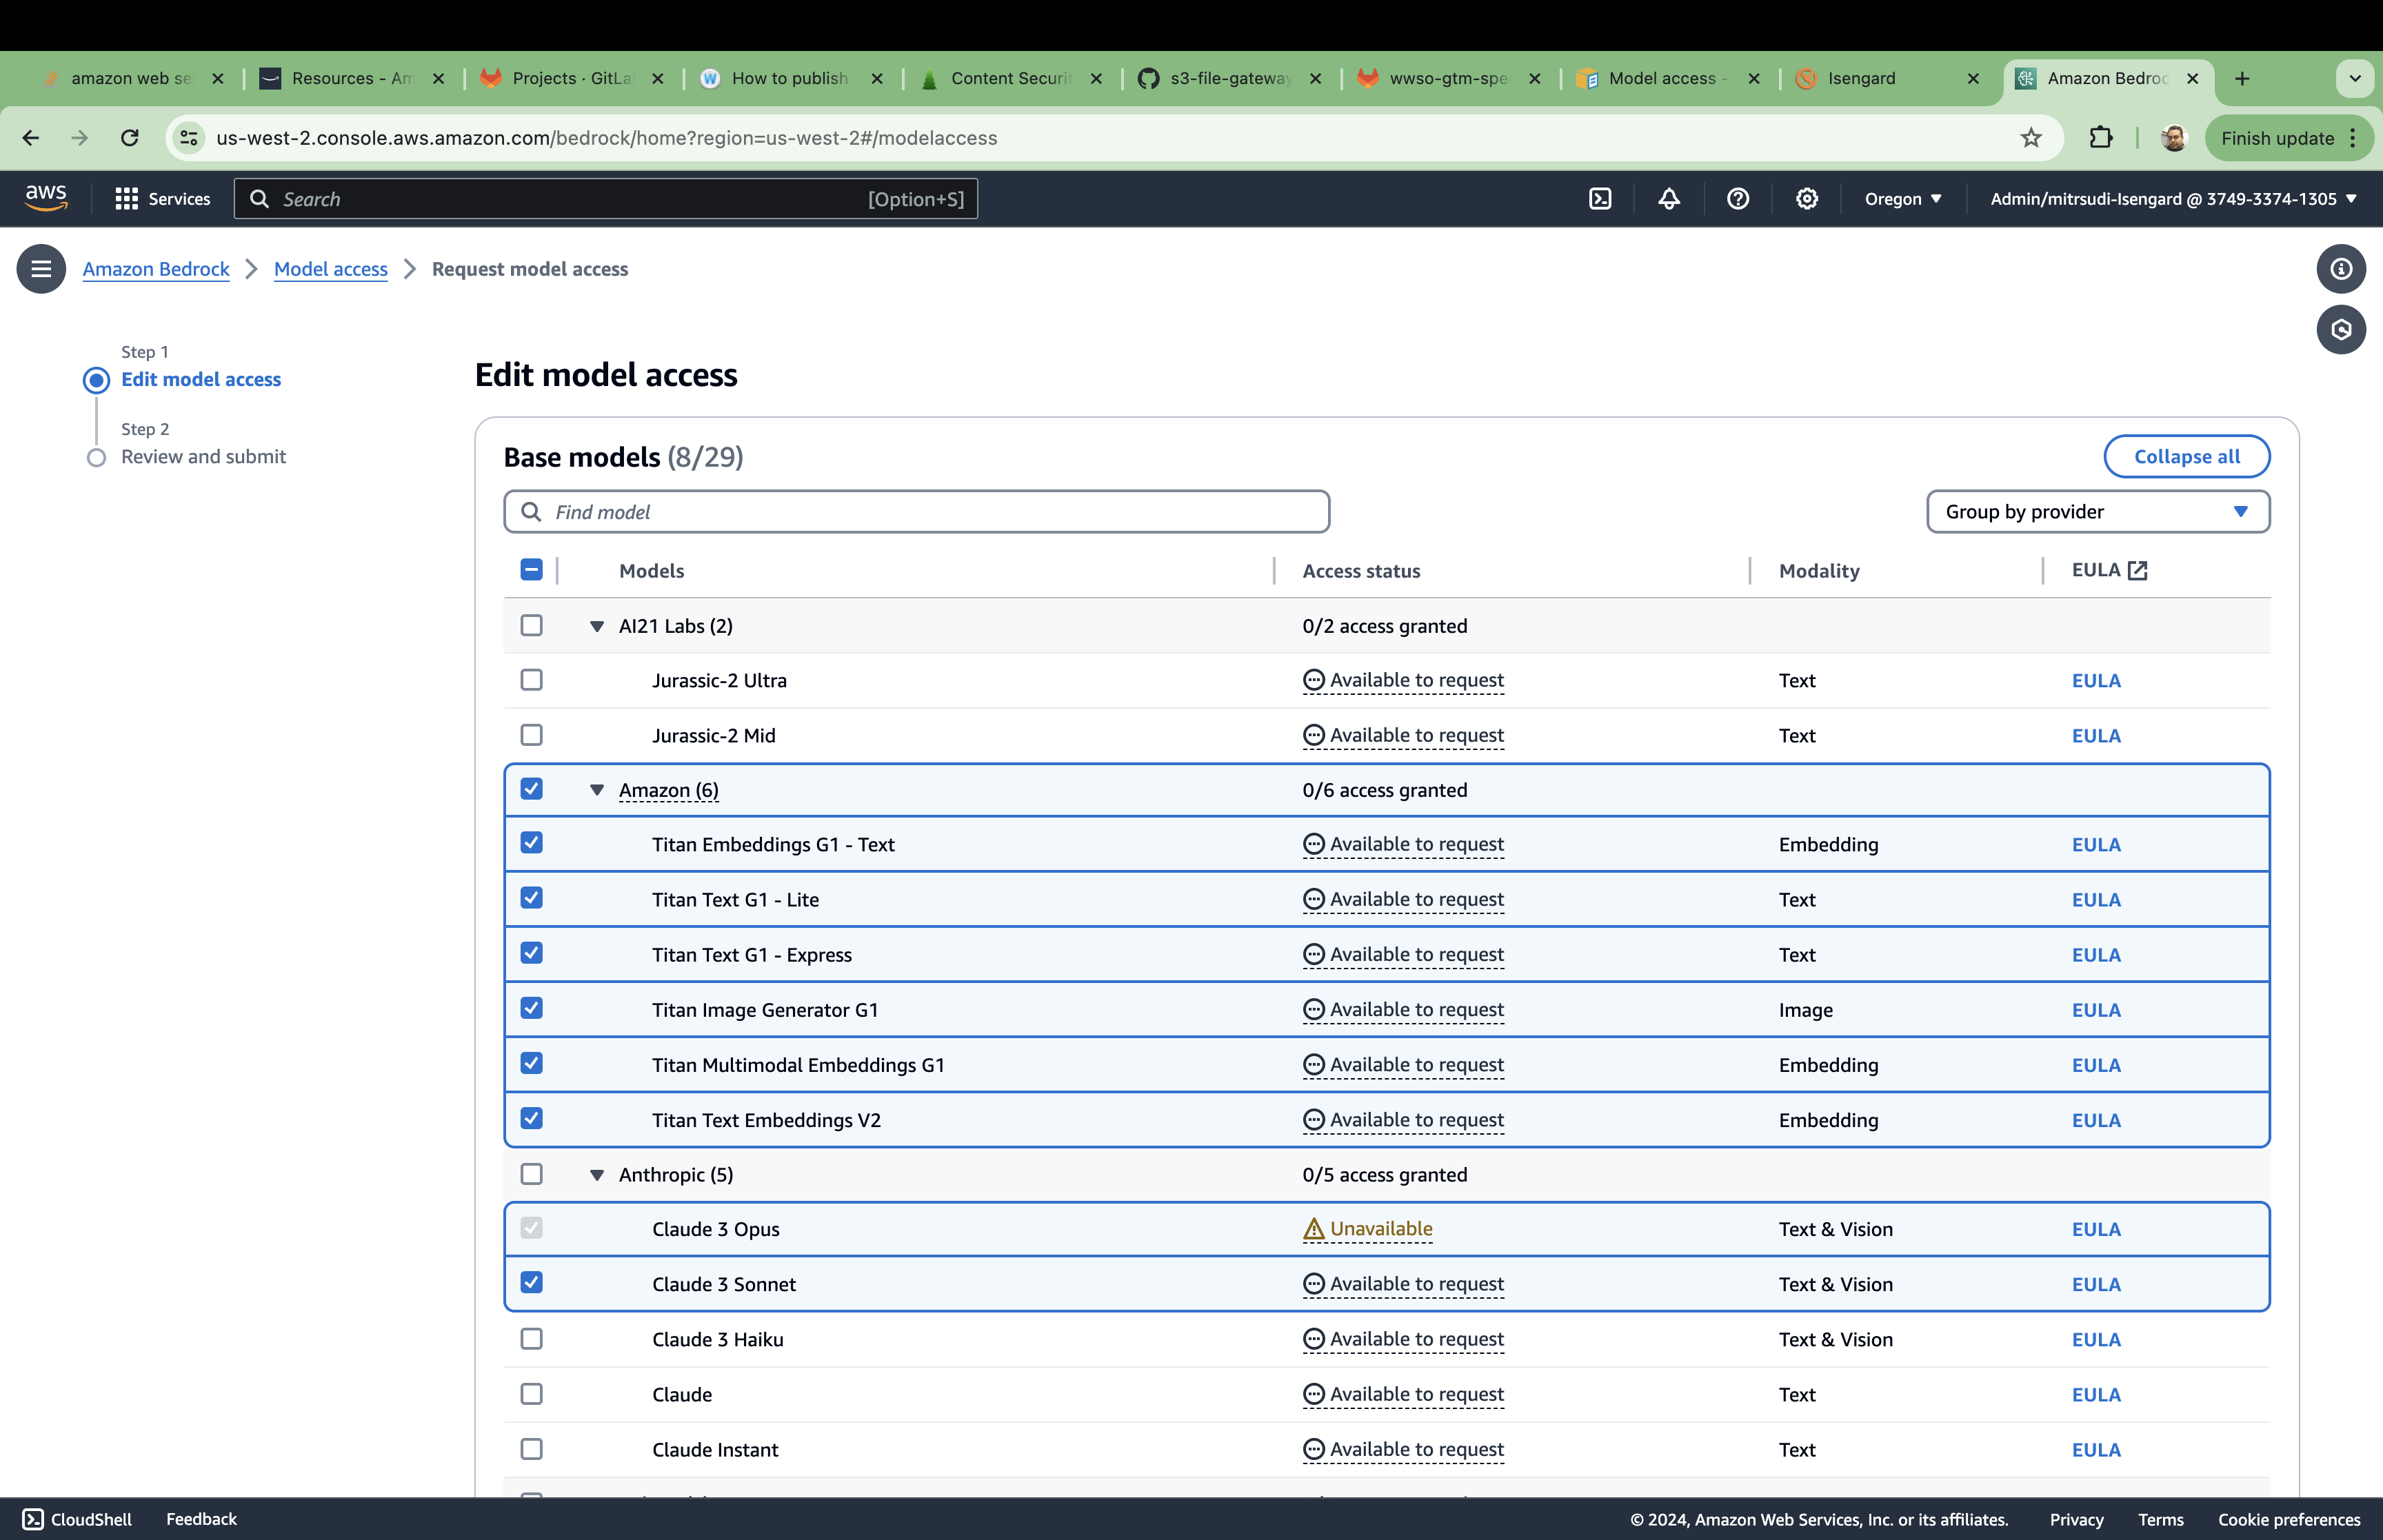 amazon web se
Resources - Am
Projects · GitLa
How to publish
Content Securit
s3-file-gateway
wwso-gtm-spe
Model access -
Isengard
Amazon Bedroc
us-west-2.console.aws.amazon.com/bedrock/home?region=us-west-2#/modelaccess
Finish update
aws
Services
Search
[Option+S]
Oregon
Admin/mitrsudi-Isengard @ 3749-3374-1305
Amazon Bedrock
Model access
Request model access
Step 1
Edit model access
Step 2
Review and submit
Edit model access
Base models (8/29)
Collapse all
Find model
Group by provider
Models Access status Modality EULA
AI21 Labs (2) 0/2 access granted
Jurassic-2 Ultra Available to request Text EULA
Jurassic-2 Mid Available to request Text EULA
Amazon (6) 0/6 access granted
Titan Embeddings G1 - Text Available to request Embedding EULA
Titan Text G1 - Lite Available to request Text EULA
Titan Text G1 - Express Available to request Text EULA
Titan Image Generator G1 Available to request Image EULA
Titan Multimodal Embeddings G1 Available to request Embedding EULA
Titan Text Embeddings V2 Available to request Embedding EULA
Anthropic (5) 0/5 access granted
Claude 3 Opus Unavailable Text & Vision EULA
Claude 3 Sonnet Available to request Text & Vision EULA
Claude 3 Haiku Available to request Text & Vision EULA
Claude Available to request Text EULA
Claude Instant Available to request Text EULA
CloudShell
Feedback
© 2024, Amazon Web Services, Inc. or its affiliates.
Privacy
Terms
Cookie preferences